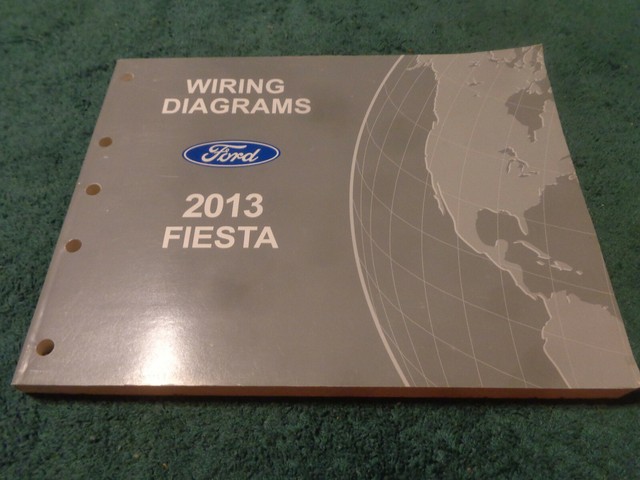 WIRING
DIAGRAMS
Ford
2013
FIESTA